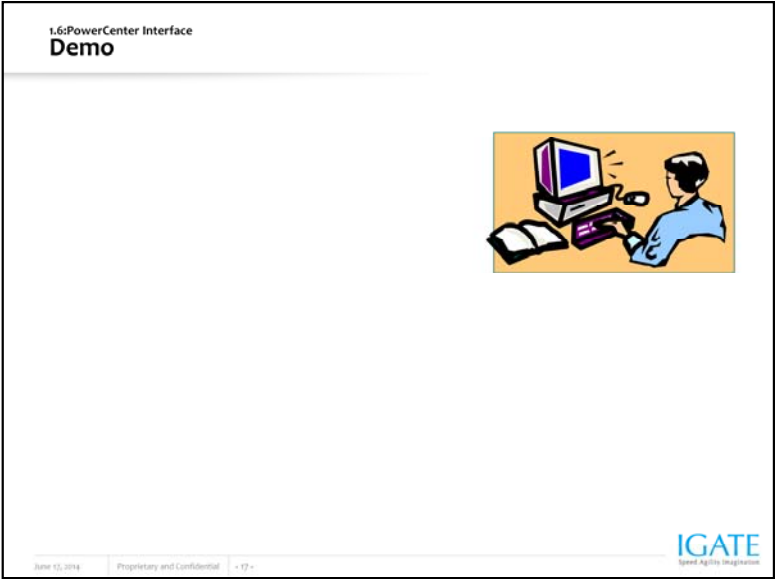 1.6:PowerCenter Interface
Demo
IGATE
Speed.Agility.Imagination
June 17, 2014 Proprietary and Confidential - 17 -